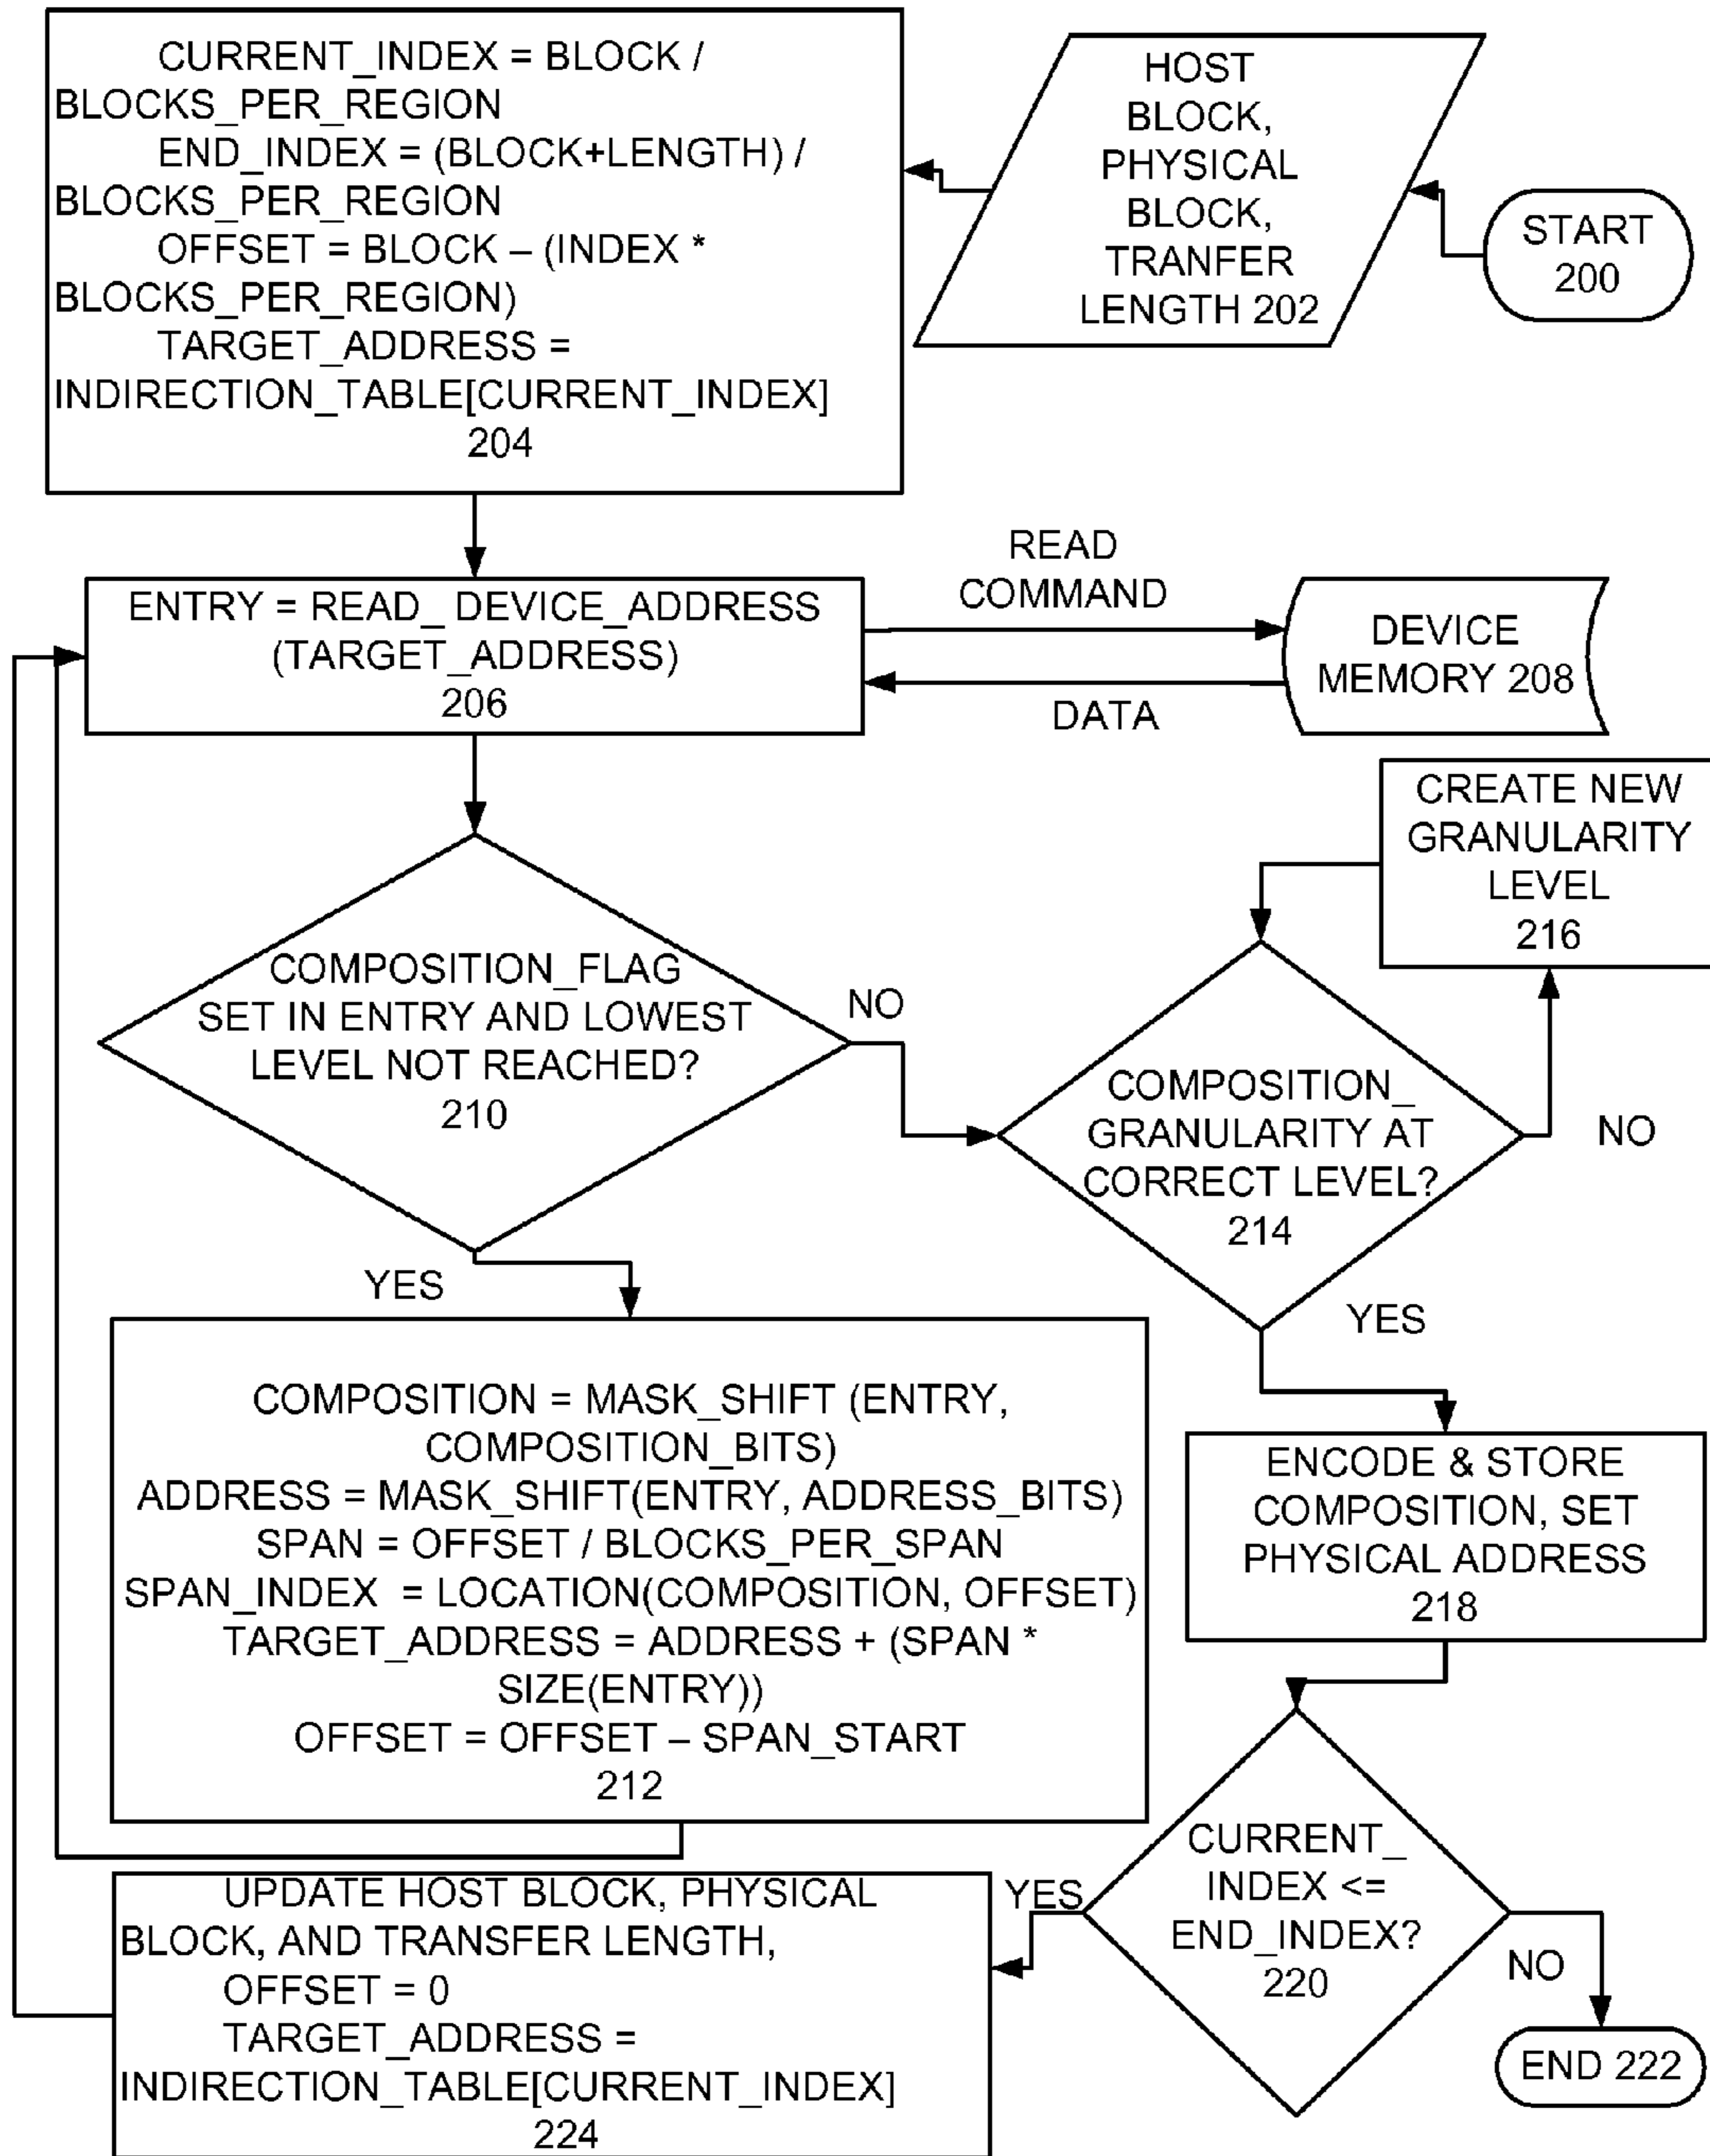 START
200
HOST
BLOCK,
PHYSICAL
BLOCK,
TRANFER
LENGTH 202
CURRENT_INDEX = BLOCK /
BLOCKS_PER_REGION
END_INDEX = (BLOCK+LENGTH) /
BLOCKS_PER_REGION
OFFSET = BLOCK – (INDEX *
BLOCKS_PER_REGION)
TARGET_ADDRESS =
INDIRECTION_TABLE[CURRENT_INDEX]
204
ENTRY = READ_ DEVICE_ADDRESS
(TARGET_ADDRESS)
206
READ
COMMAND
DATA
DEVICE
MEMORY 208
COMPOSITION_FLAG
SET IN ENTRY AND LOWEST
LEVEL NOT REACHED?
210
NO
YES
COMPOSITION = MASK_SHIFT (ENTRY,
COMPOSITION_BITS)
ADDRESS = MASK_SHIFT(ENTRY, ADDRESS_BITS)
SPAN = OFFSET / BLOCKS_PER_SPAN
SPAN_INDEX = LOCATION(COMPOSITION, OFFSET)
TARGET_ADDRESS = ADDRESS + (SPAN *
SIZE(ENTRY))
OFFSET = OFFSET – SPAN_START
212
COMPOSITION_
GRANULARITY AT
CORRECT LEVEL?
214
NO
CREATE NEW
GRANULARITY
LEVEL
216
YES
ENCODE & STORE
COMPOSITION, SET
PHYSICAL ADDRESS
218
CURRENT_
INDEX <=
END_INDEX?
220
NO
END 222
YES
UPDATE HOST BLOCK, PHYSICAL
BLOCK, AND TRANSFER LENGTH,
OFFSET = 0
TARGET_ADDRESS =
INDIRECTION_TABLE[CURRENT_INDEX]
224